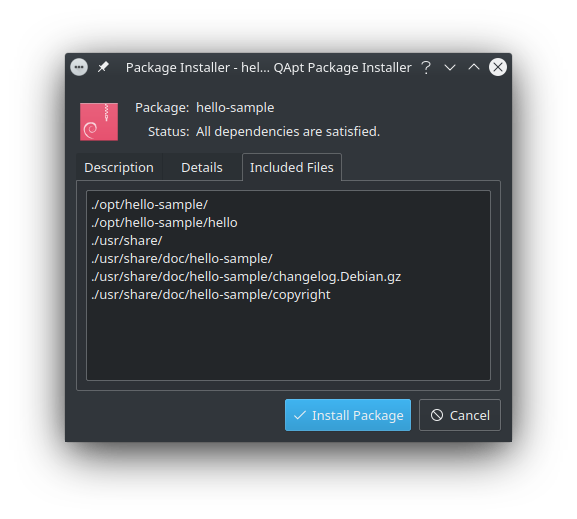 Package Installer - hel... QApt Package Installer
Package: hello-sample
Status: All dependencies are satisfied.
Description Details Included Files
./opt/hello-sample/
./opt/hello-sample/hello
./usr/share/
./usr/share/doc/hello-sample/
./usr/share/doc/hello-sample/changelog.Debian.gz
./usr/share/doc/hello-sample/copyright
Install Package Cancel